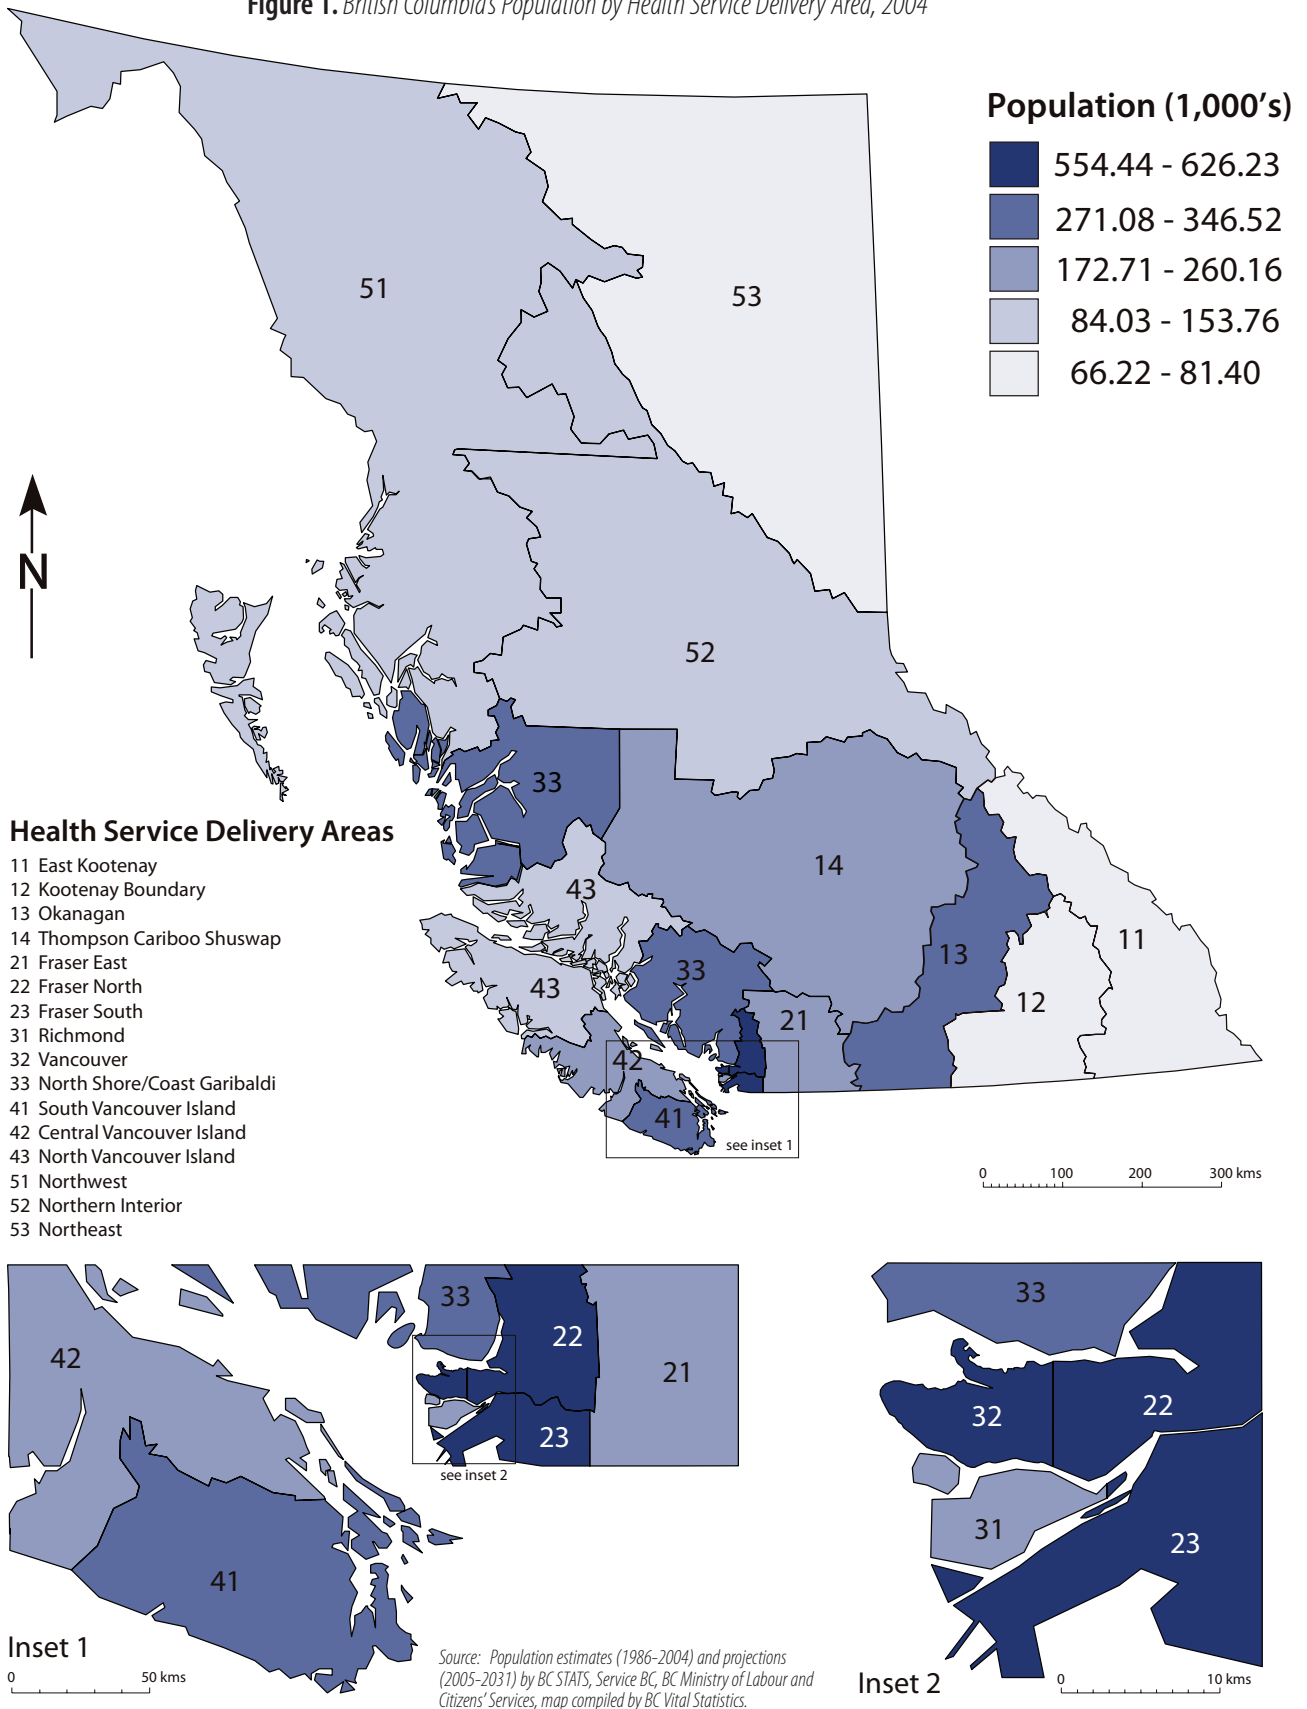 Figure 1. British Columbia's Population by Health Service Delivery Area, 2004
Population (1,000's)
554.44 - 626.23
271.08 - 346.52
172.71 - 260.16
84.03 - 153.76
66.22 - 81.40
51
53
N
52
33
14
43
11
13
33
43
12
21
42
41
see inset 1
0 100 200 300 kms
Health Service Delivery Areas
11 East Kootenay
12 Kootenay Boundary
13 Okanagan
14 Thompson Cariboo Shuswap
21 Fraser East
22 Fraser North
23 Fraser South
31 Richmond
32 Vancouver
33 North Shore/Coast Garibaldi
41 South Vancouver Island
42 Central Vancouver Island
43 North Vancouver Island
51 Northwest
52 Northern Interior
53 Northeast
33
22
42
21
23
see inset 2
41
Inset 1
0 50 kms
33
22
32
31
23
Inset 2
0 10 kms
Source: Population estimates (1986-2004) and projections
(2005-2031) by BC STATS, Service BC, BC Ministry of Labour and
Citizens' Services, map compiled by BC Vital Statistics.